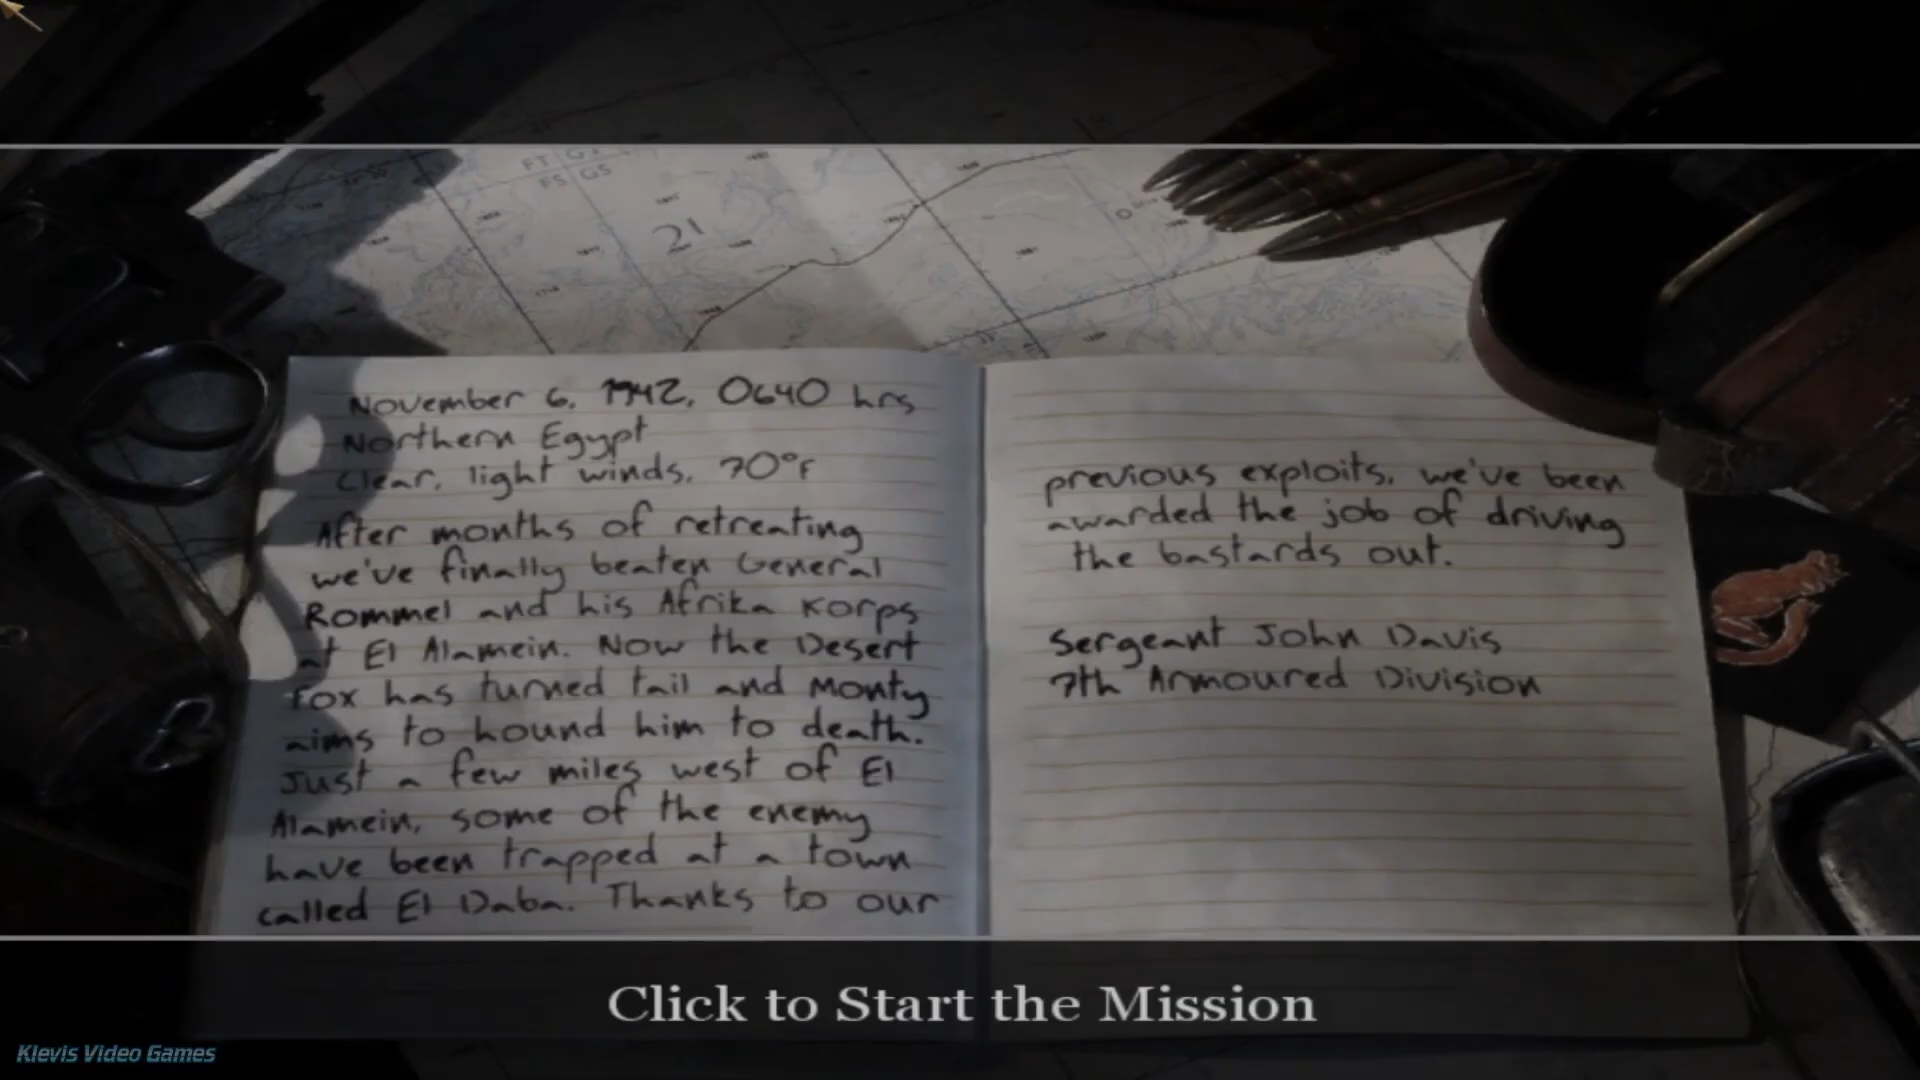 FT
FS GS
21
November 6, 1942, 0640 hrs
Northern Egypt
Clear, light winds, 70°F
After months of retreating
we've finally beaten General
Rommel and his Afrika Korps
at El Alamein. Now the Desert
Fox has turned tail and Monty
aims to hound him to death.
Just a few miles west of El
Alamein, some of the enemy
have been trapped at a town
called El Daba. Thanks to our
previous exploits, we've been
awarded the job of driving
the bastards out.
Sergeant John Davis
7th Armoured Division
Click to Start the Mission
Klevis Video Games